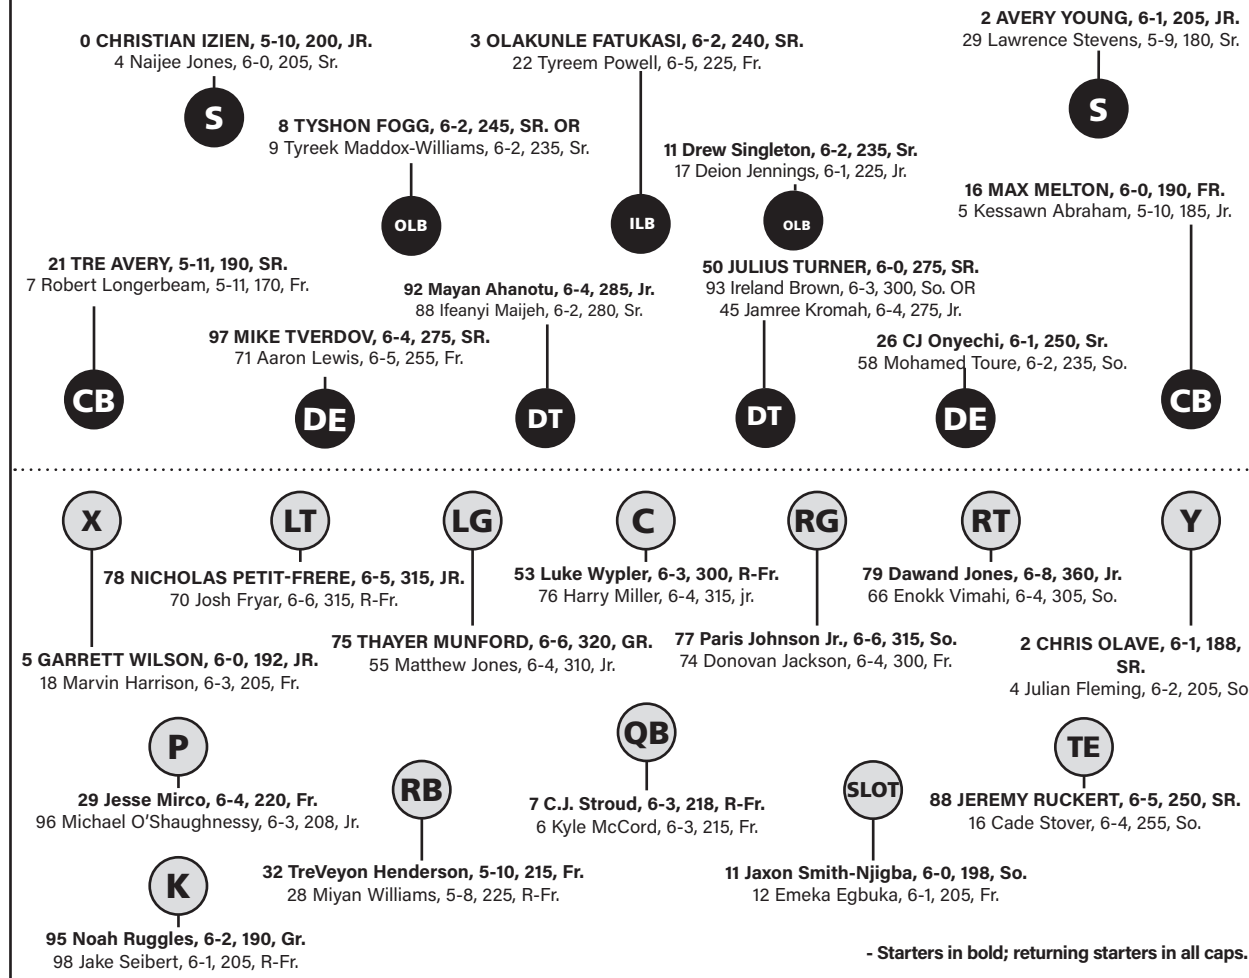 2 AVERY YOUNG, 6-1, 205, JR.
29 Lawrence Stevens, 5-9, 180, Sr.
S
0 CHRISTIAN IZIEN, 5-10, 200, JR.
4 Naijee Jones, 6-0, 205, Sr.
S
3 OLAKUNLE FATUKASI, 6-2, 240, SR.
22 Tyreem Powell, 6-5, 225, Fr.
ILB
8 TYSHON FOGG, 6-2, 245, SR. OR
9 Tyreek Maddox-Williams, 6-2, 235, Sr.
OLB
11 Drew Singleton, 6-2, 235, Sr.
17 Deion Jennings, 6-1, 225, Jr.
OLB
16 MAX MELTON, 6-0, 190, FR.
5 Kessawn Abraham, 5-10, 185, Jr.
CB
21 TRE AVERY, 5-11, 190, SR.
7 Robert Longerbeam, 5-11, 170, Fr.
CB
97 MIKE TVERDOV, 6-4, 275, SR.
71 Aaron Lewis, 6-5, 255, Fr.
DE
92 Mayan Ahanotu, 6-4, 285, Jr.
88 Ifeanyi Maijeh, 6-2, 280, Sr.
DT
50 JULIUS TURNER, 6-0, 275, SR.
93 Ireland Brown, 6-3, 300, So. OR
45 Jamree Kromah, 6-4, 275, Jr.
DT
26 CJ Onyechi, 6-1, 250, Sr.
58 Mohamed Toure, 6-2, 235, So.
DE
X
5 GARRETT WILSON, 6-0, 192, JR.
18 Marvin Harrison, 6-3, 205, Fr.
LT
78 NICHOLAS PETIT-FRERE, 6-5, 315, JR.
70 Josh Fryar, 6-6, 315, R-Fr.
LG
75 THAYER MUNFORD, 6-6, 320, GR.
55 Matthew Jones, 6-4, 310, Jr.
C
53 Luke Wypler, 6-3, 300, R-Fr.
76 Harry Miller, 6-4, 315, jr.
RG
77 Paris Johnson Jr., 6-6, 315, So.
74 Donovan Jackson, 6-4, 300, Fr.
RT
79 Dawand Jones, 6-8, 360, Jr.
66 Enokk Vimahi, 6-4, 305, So.
Y
2 CHRIS OLAVE, 6-1, 188,
SR.
4 Julian Fleming, 6-2, 205, So
P
29 Jesse Mirco, 6-4, 220, Fr.
96 Michael O'Shaughnessy, 6-3, 208, Jr.
RB
32 TreVeyon Henderson, 5-10, 215, Fr.
28 Miyan Williams, 5-8, 225, R-Fr.
QB
7 C.J. Stroud, 6-3, 218, R-Fr.
6 Kyle McCord, 6-3, 215, Fr.
SLOT
11 Jaxon Smith-Njigba, 6-0, 198, So.
12 Emeka Egbuka, 6-1, 205, Fr.
TE
88 JEREMY RUCKERT, 6-5, 250, SR.
16 Cade Stover, 6-4, 255, So.
K
95 Noah Ruggles, 6-2, 190, Gr.
98 Jake Seibert, 6-1, 205, R-Fr.
- Starters in bold; returning starters in all caps.